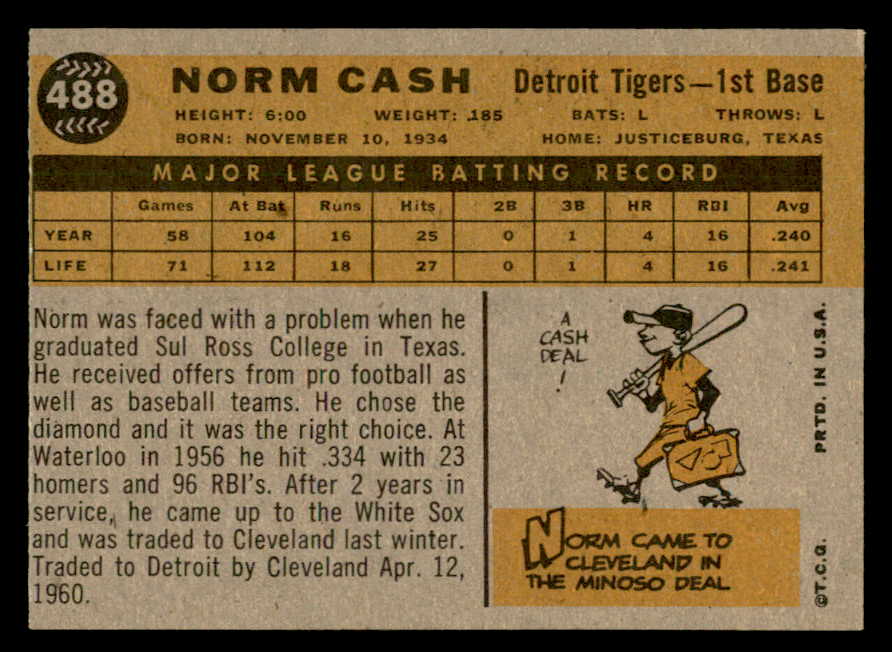 488
NORM CASH Detroit Tigers—1st Base
HEIGHT: 6:00 WEIGHT: 185 BATS: L THROWS: L
BORN: NOVEMBER 10, 1934 HOME: JUSTICEBURG, TEXAS
MAJOR LEAGUE BATTING RECORD
Games At Bat Runs Hits 2B 3B HR RBI Avg
YEAR 58 104 16 25 0 1 4 16 .240
LIFE 71 112 18 27 0 1 4 16 .241
Norm was faced with a problem when he
graduated Sul Ross College in Texas.
He received offers from pro football as
well as baseball teams. He chose the
diamond and it was the right choice. At
Waterloo in 1956 he hit .334 with 23
homers and 96 RBI's. After 2 years in
service, he came up to the White Sox
and was traded to Cleveland last winter.
Traded to Detroit by Cleveland Apr. 12,
1960.
A
CASH
DEAL
!
NORM CAME TO
CLEVELAND IN
THE MINOSO DEAL
PRTD. IN U.S.A.
©T.C.G.